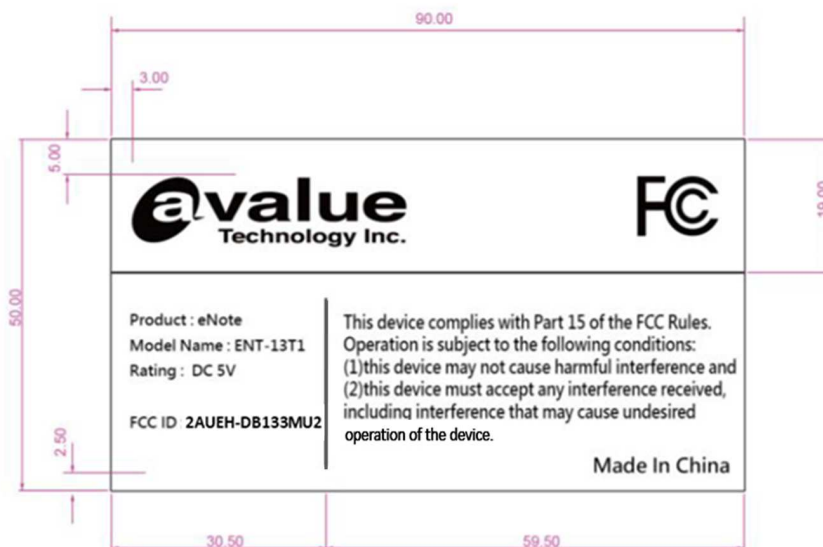 90.00
3.00
5.00
avalue
Technology Inc.
FC
19.00
50.00
Product : eNote
Model Name : ENT-13T1
Rating : DC 5V
FCC ID : 2AUEH-DB133MU2
This device complies with Part 15 of the FCC Rules.
Operation is subject to the following conditions:
(1)this device may not cause harmful interference and
(2)this device must accept any interference received,
including interference that may cause undesired
operation of the device.
2.50
Made In China
30.50
59.50